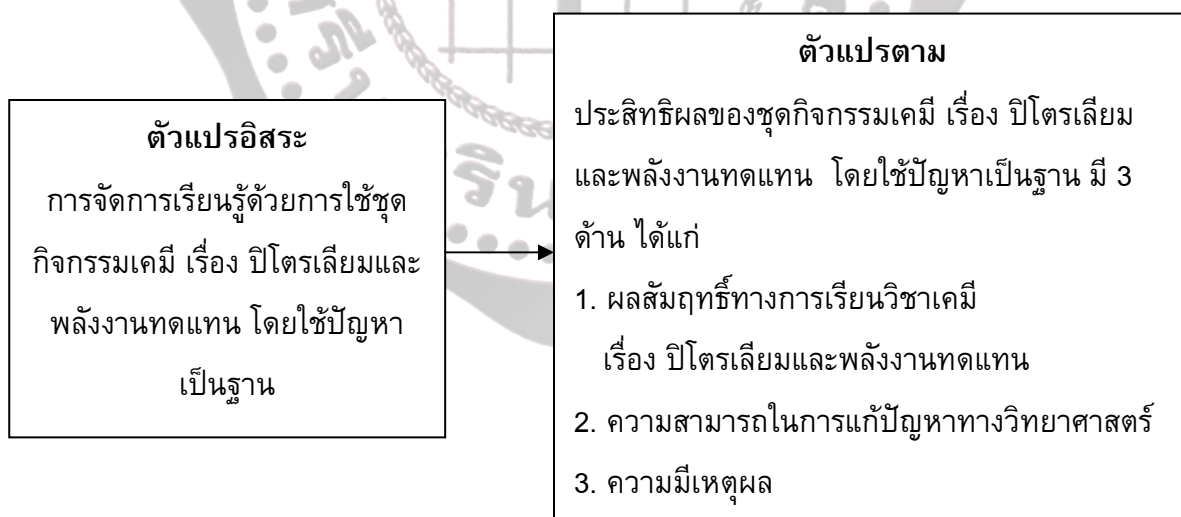 ตัวแปรอิสระ
การจัดการเรียนรู้ด้วยการใช้ชุด
กิจกรรมเคมี เรื่อง ปิโตรเลียมและ
พลังงานทดแทน โดยใช้ปัญหา
เป็นฐาน
ตัวแปรตาม
ประสิทธิผลของชุดกิจกรรมเคมี เรื่อง ปิโตรเลียม
และพลังงานทดแทน โดยใช้ปัญหาเป็นฐาน มี 3
ด้าน ได้แก่
1. ผลสัมฤทธิ์ทางการเรียนวิชาเคมี
เรื่อง ปิโตรเลียมและพลังงานทดแทน
2. ความสามารถในการแก้ปัญหาทางวิทยาศาสตร์
3. ความมีเหตุผล